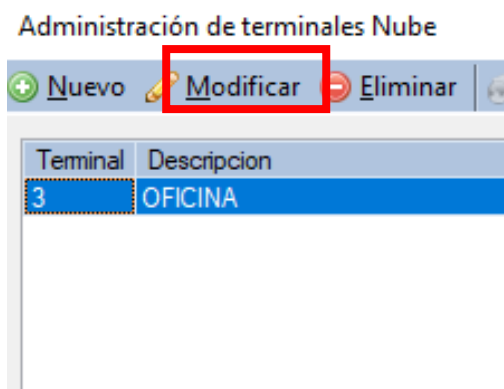 Administración de terminales Nube
Nuevo Modificar Eliminar
Terminal Descripcion
3 OFICINA